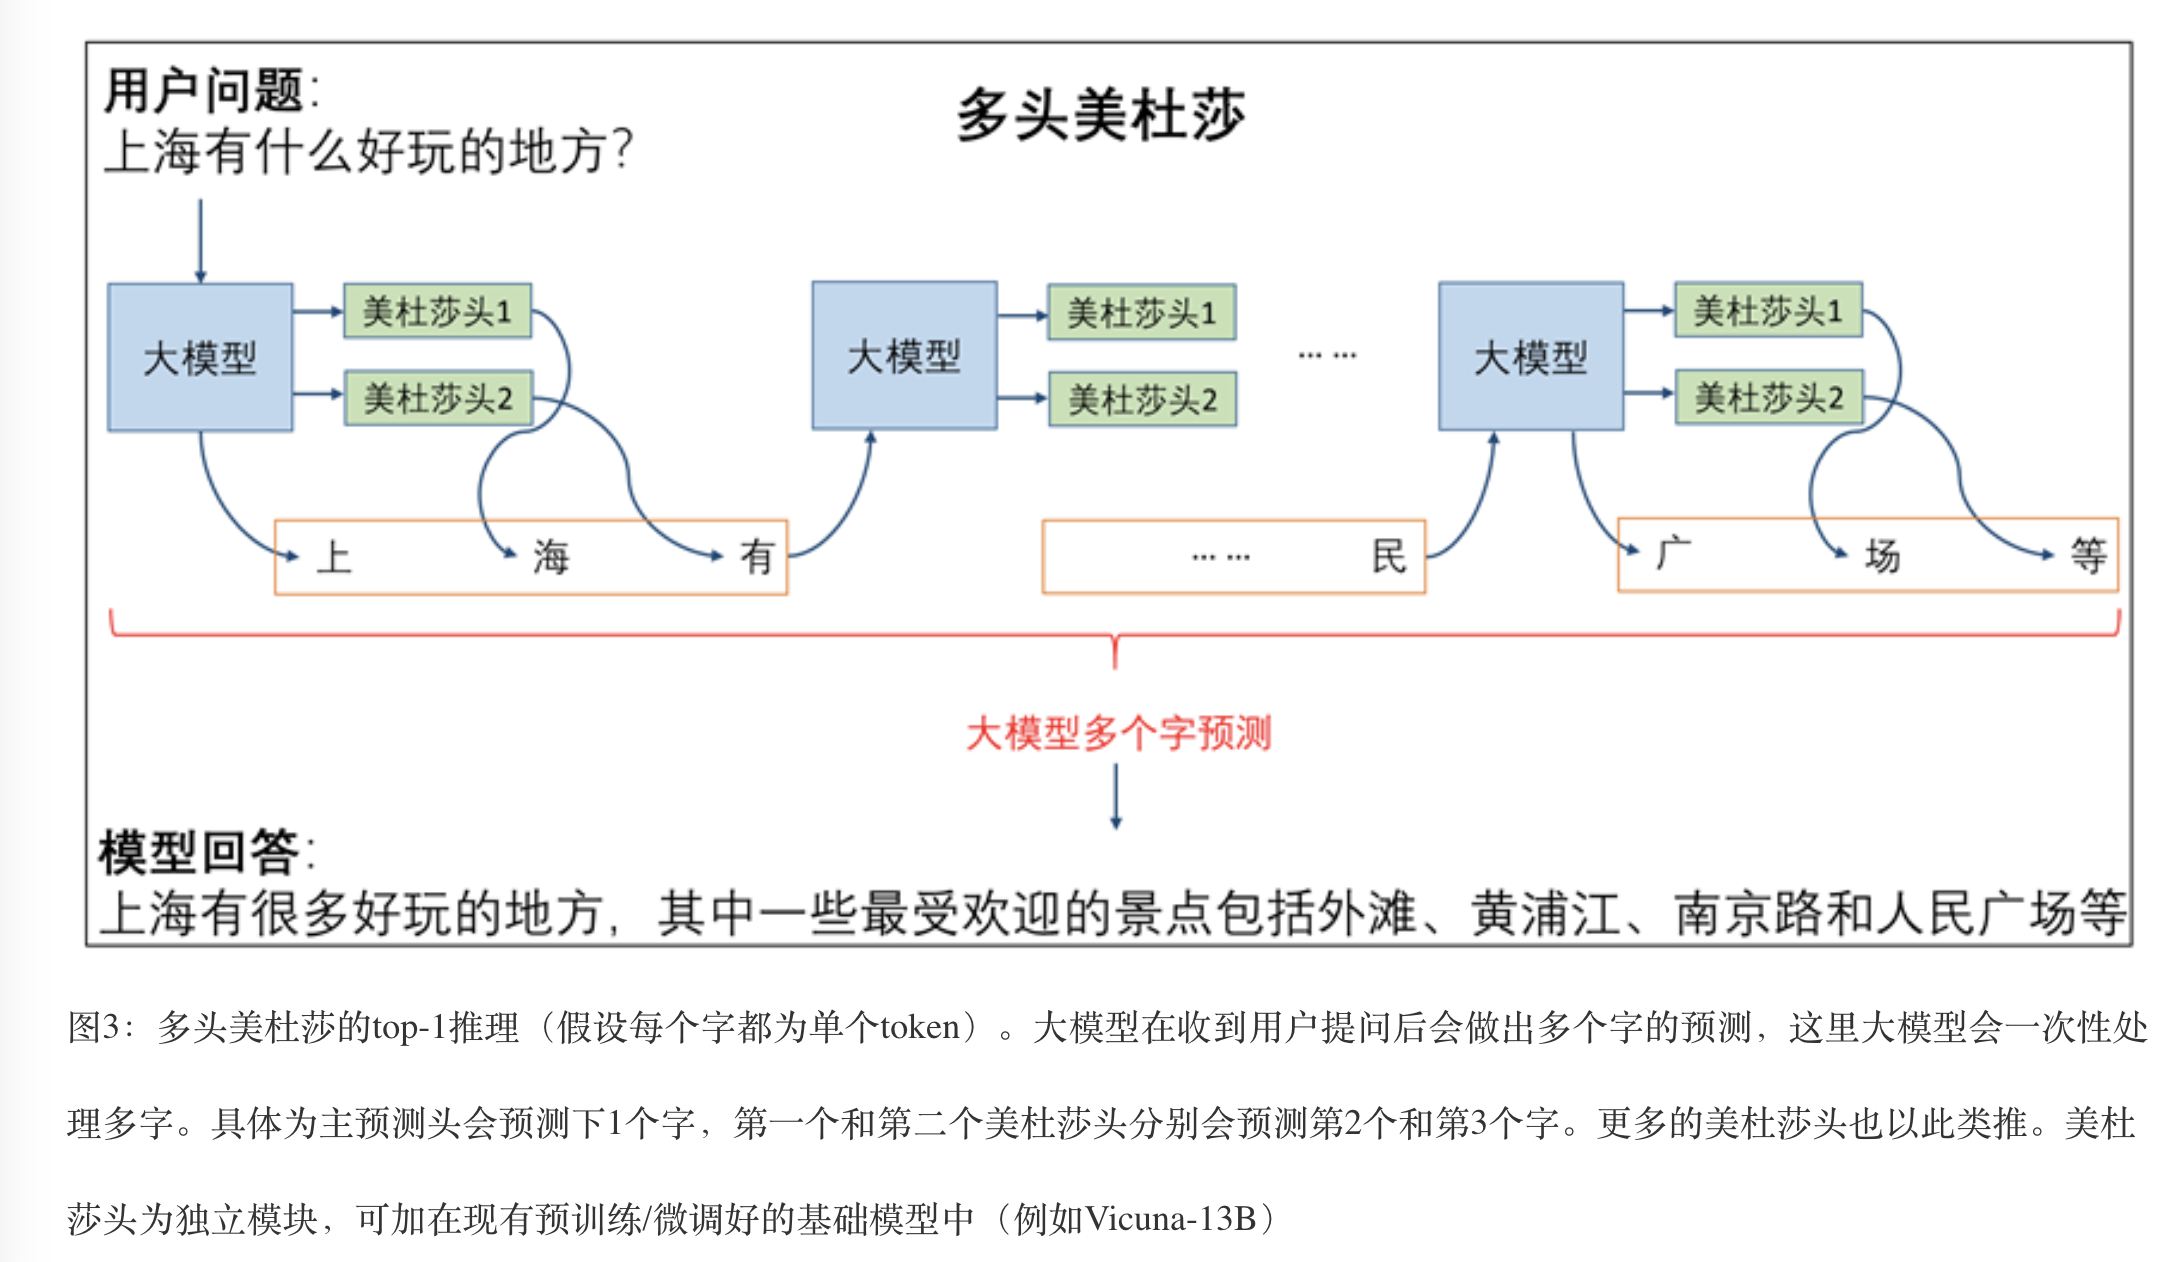 用户问题：
上海有什么好玩的地方？
多头美杜莎
大模型
美杜莎头1
美杜莎头2
大模型
美杜莎头1
美杜莎头2
… …
大模型
美杜莎头1
美杜莎头2
上 海 有
… … 民
广 场 等
大模型多个字预测
模型回答：
上海有很多好玩的地方，其中一些最受欢迎的景点包括外滩、黄浦江、南京路和人民广场等
图3：多头美杜莎的top-1推理（假设每个字都为单个token）。大模型在收到用户提问后会做出多个字的预测，这里大模型会一次性处
理多字。具体为主预测头会预测下1个字，第一个和第二个美杜莎头分别会预测第2个和第3个字。更多的美杜莎头也以此类推。美杜
莎头为独立模块，可加在现有预训练/微调好的基础模型中（例如Vicuna-13B）